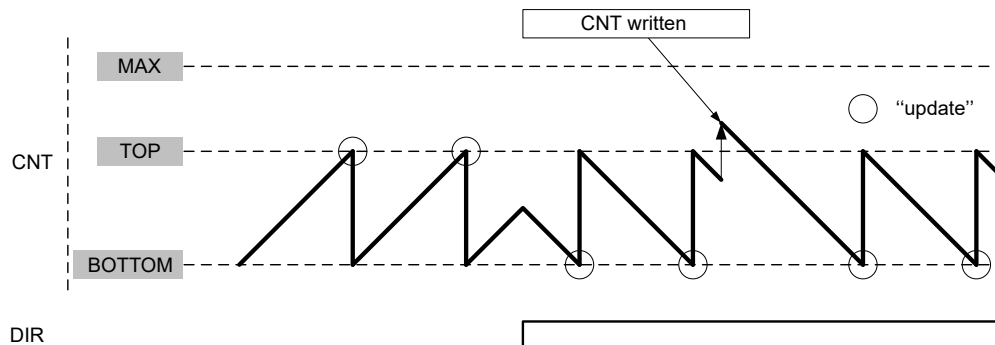 CNT written
MAX
“update”
CNT
TOP
BOTTOM
DIR